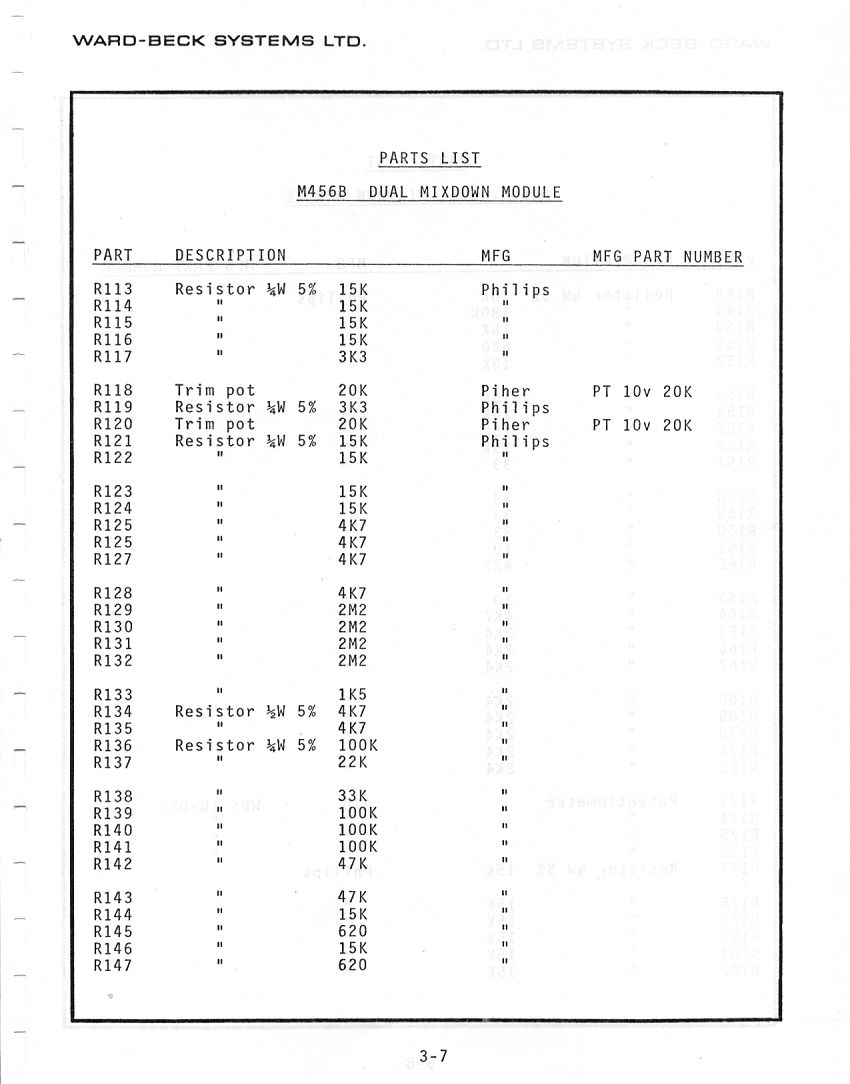 WARD-BECK SYSTEMS LTD.
PARTS LIST
M456B DUAL MIXDOWN MODULE
PART DESCRIPTION MFG MFG PART NUMBER
R113 Resistor ¼W 5% 15K Philips
R114 " 15K "
R115 " 15K "
R116 " 15K "
R117 " 3K3 "
R118 Trim pot 20K Piher PT 10v 20K
R119 Resistor ¼W 5% 3K3 Philips
R120 Trim pot 20K Piher PT 10v 20K
R121 Resistor ¼W 5% 15K Philips
R122 " 15K "
R123 " 15K "
R124 " 15K "
R125 " 4K7 "
R125 " 4K7 "
R127 " 4K7 "
R128 " 4K7 "
R129 " 2M2 "
R130 " 2M2 "
R131 " 2M2 "
R132 " 2M2 "
R133 " 1K5 "
R134 Resistor ½W 5% 4K7 "
R135 " 4K7 "
R136 Resistor ¼W 5% 100K "
R137 " 22K "
R138 " 33K "
R139 " 100K "
R140 " 100K "
R141 " 100K "
R142 " 47K "
R143 " 47K "
R144 " 15K "
R145 " 620 "
R146 " 15K "
R147 " 620 "
3-7